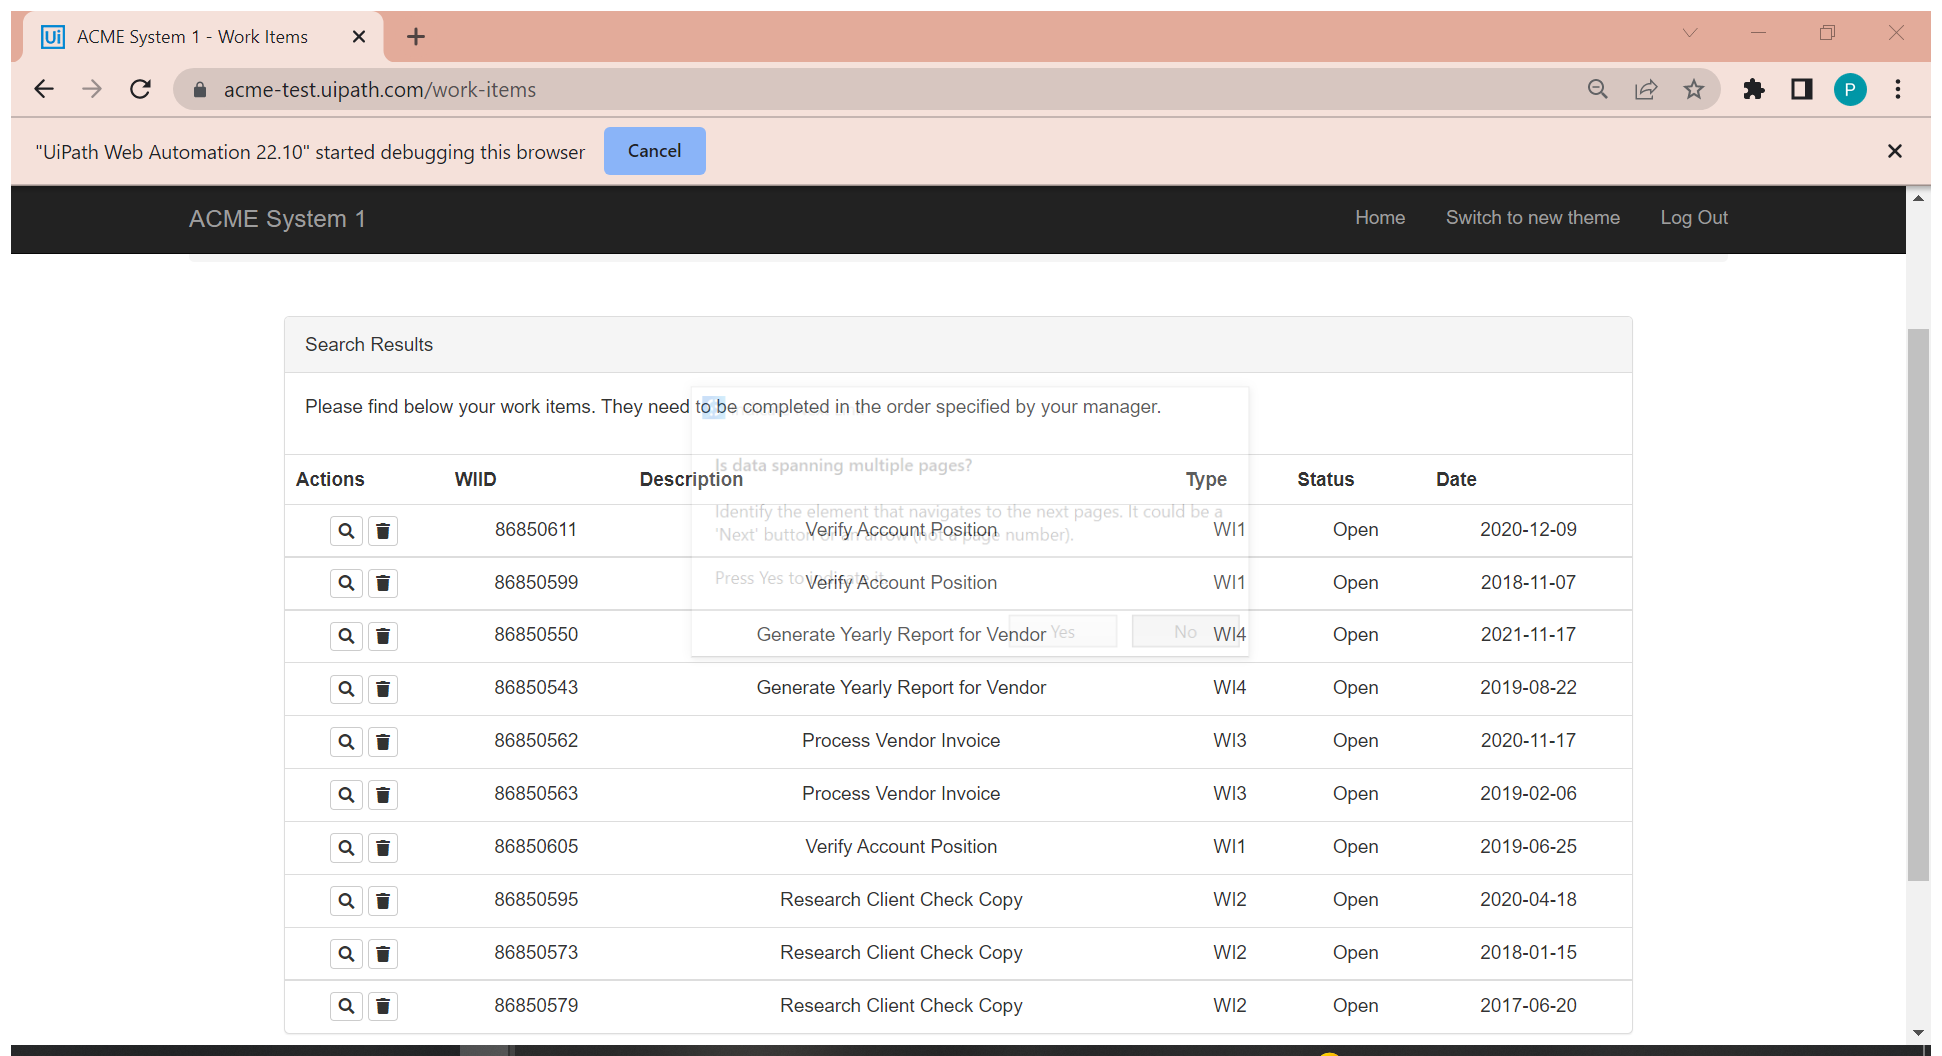 Ui ACME System 1 - Work Items
acme-test.uipath.com/work-items
P
"UiPath Web Automation 22.10" started debugging this browser Cancel
ACME System 1 Home Switch to new theme Log Out
Search Results
Please find below your work items. They need to be completed in the order specified by your manager.
Is data spanning multiple pages?
Identify the element that navigates to the next pages. It could be a
'Next' button or an arrow (not a page number).
Press Yes to indicate it.
Yes No
Actions WIID Description Type Status Date
86850611 Verify Account Position WI1 Open 2020-12-09
86850599 Verify Account Position WI1 Open 2018-11-07
86850550 Generate Yearly Report for Vendor WI4 Open 2021-11-17
86850543 Generate Yearly Report for Vendor WI4 Open 2019-08-22
86850562 Process Vendor Invoice WI3 Open 2020-11-17
86850563 Process Vendor Invoice WI3 Open 2019-02-06
86850605 Verify Account Position WI1 Open 2019-06-25
86850595 Research Client Check Copy WI2 Open 2020-04-18
86850573 Research Client Check Copy WI2 Open 2018-01-15
86850579 Research Client Check Copy WI2 Open 2017-06-20